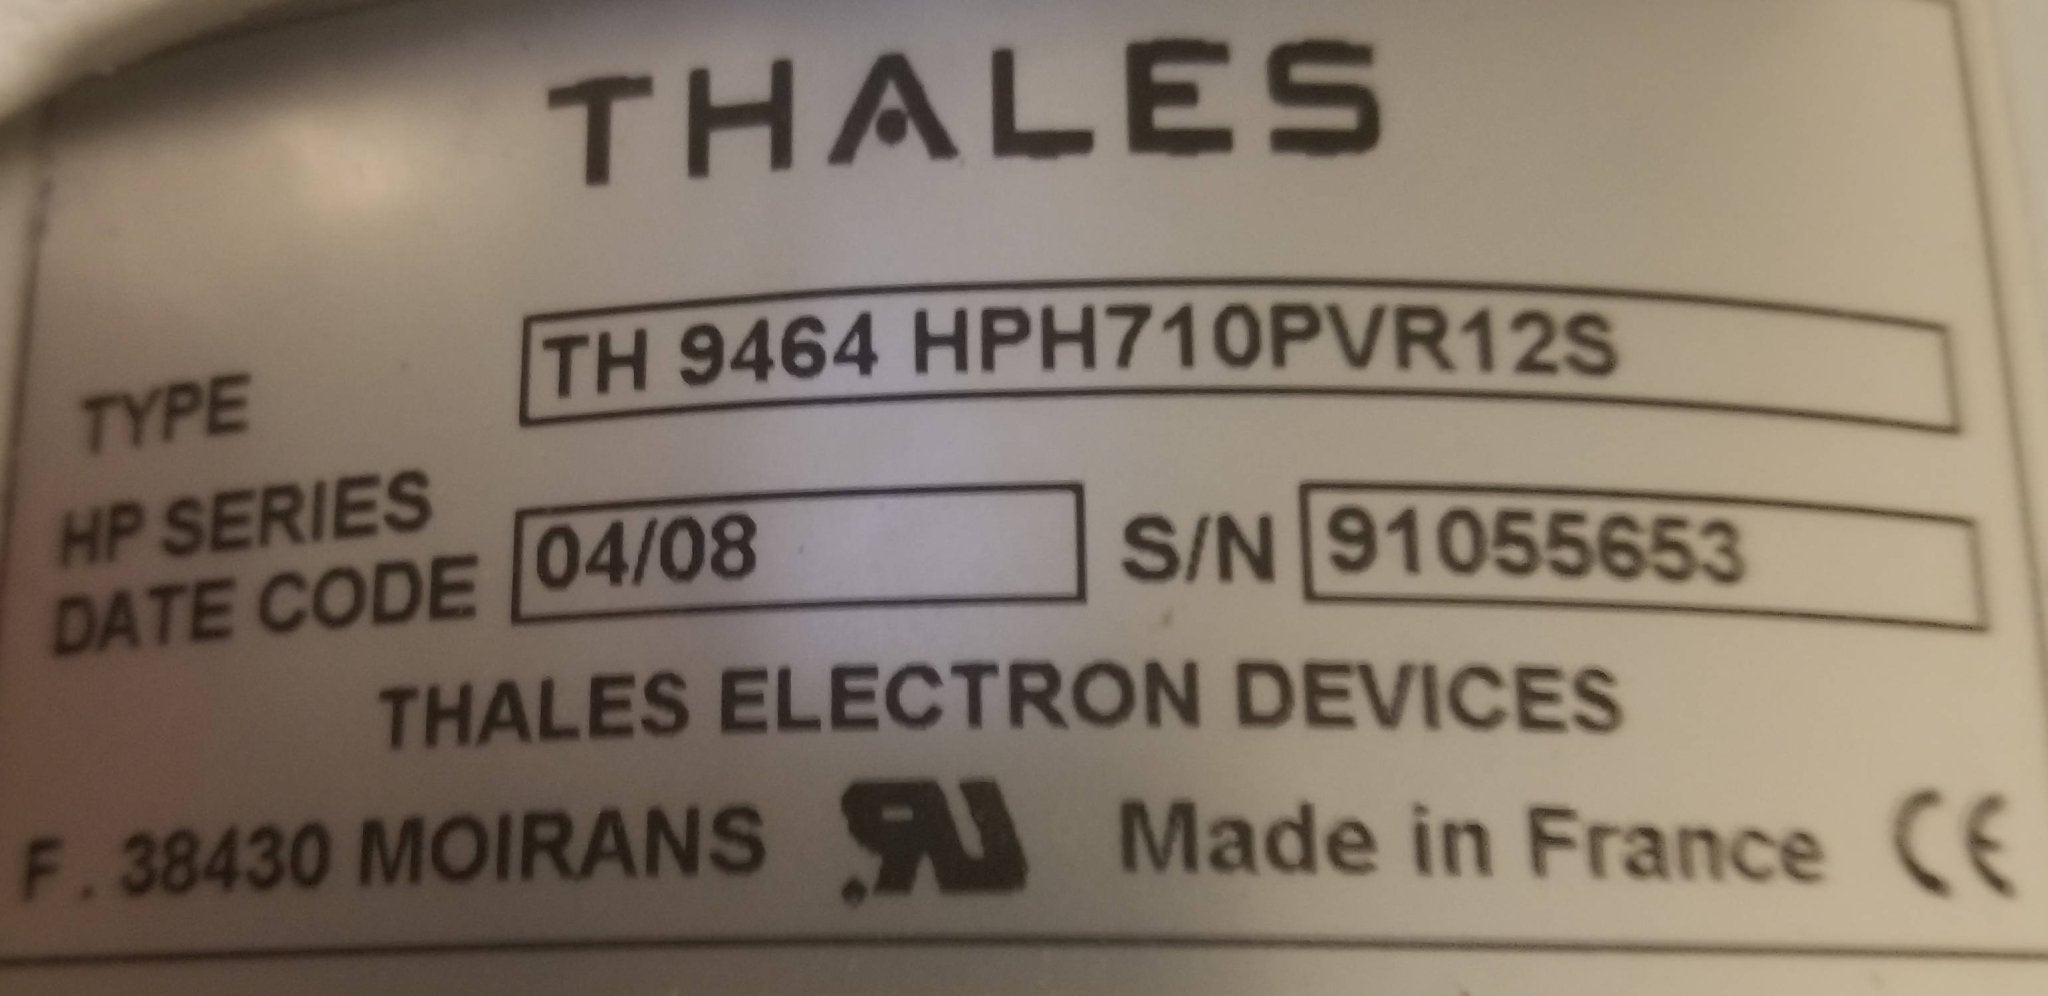 THALES
TYPE TH 9464 HPH710PVR12S
HP SERIES
DATE CODE 04/08 S/N 91055653
THALES ELECTRON DEVICES
F . 38430 MOIRANS RU Made in France CE